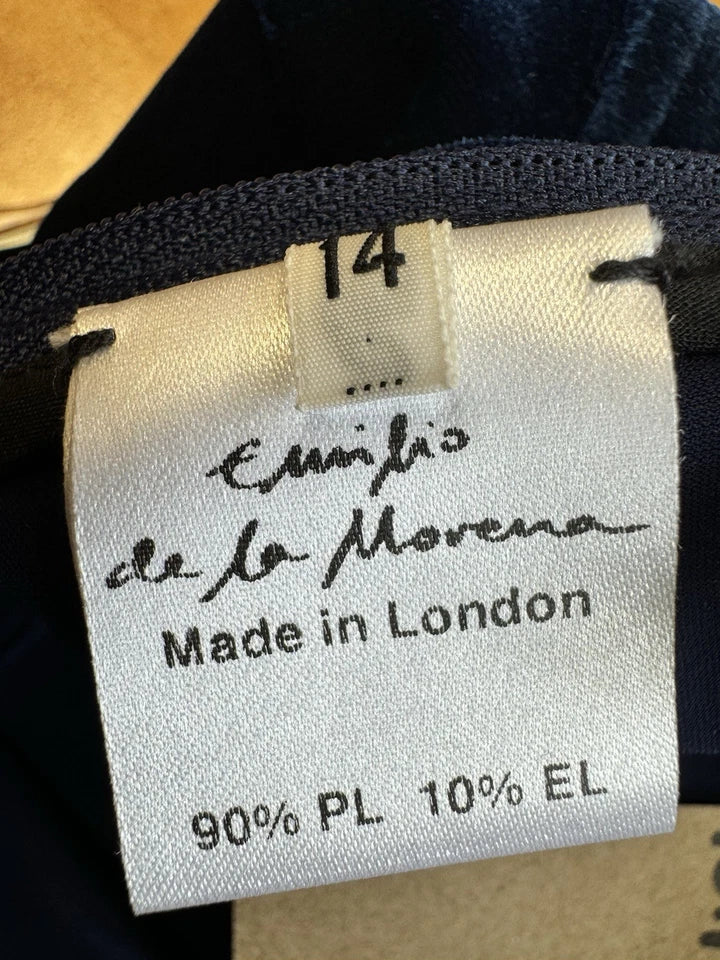 14
Emilio
de la Morena
Made in London
90% PL 10% EL